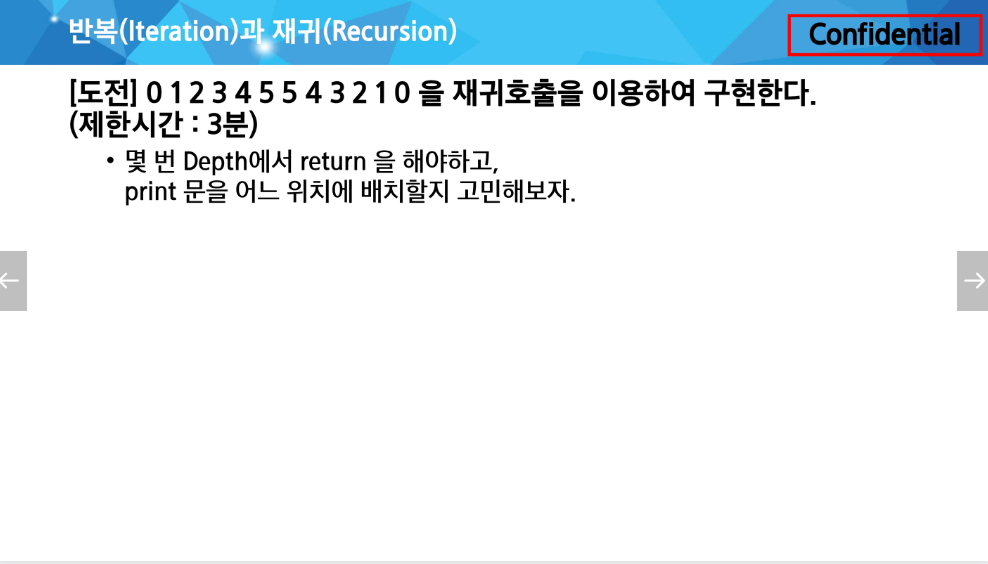 반복(Iteration)과 재귀(Recursion)
Confidential
[도전] 0 1 2 3 4 5 5 4 3 2 1 0 을 재귀호출을 이용하여 구현한다.
(제한시간 : 3분)
• 몇 번 Depth에서 return 을 해야하고,
print 문을 어느 위치에 배치할지 고민해보자.